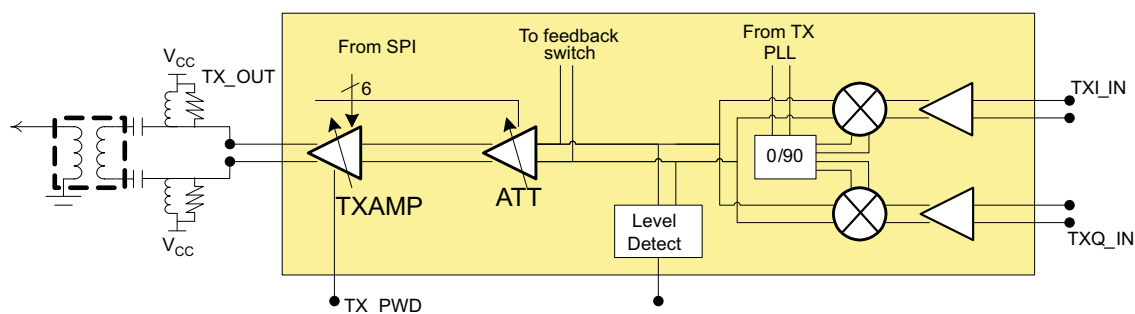 From SPI
6
To feedback
switch
From TX
PLL
VCC
TX_OUT
TXI_IN
0/90
TXAMP
ATT
Level
Detect
TXQ_IN
VCC
TX_PWD